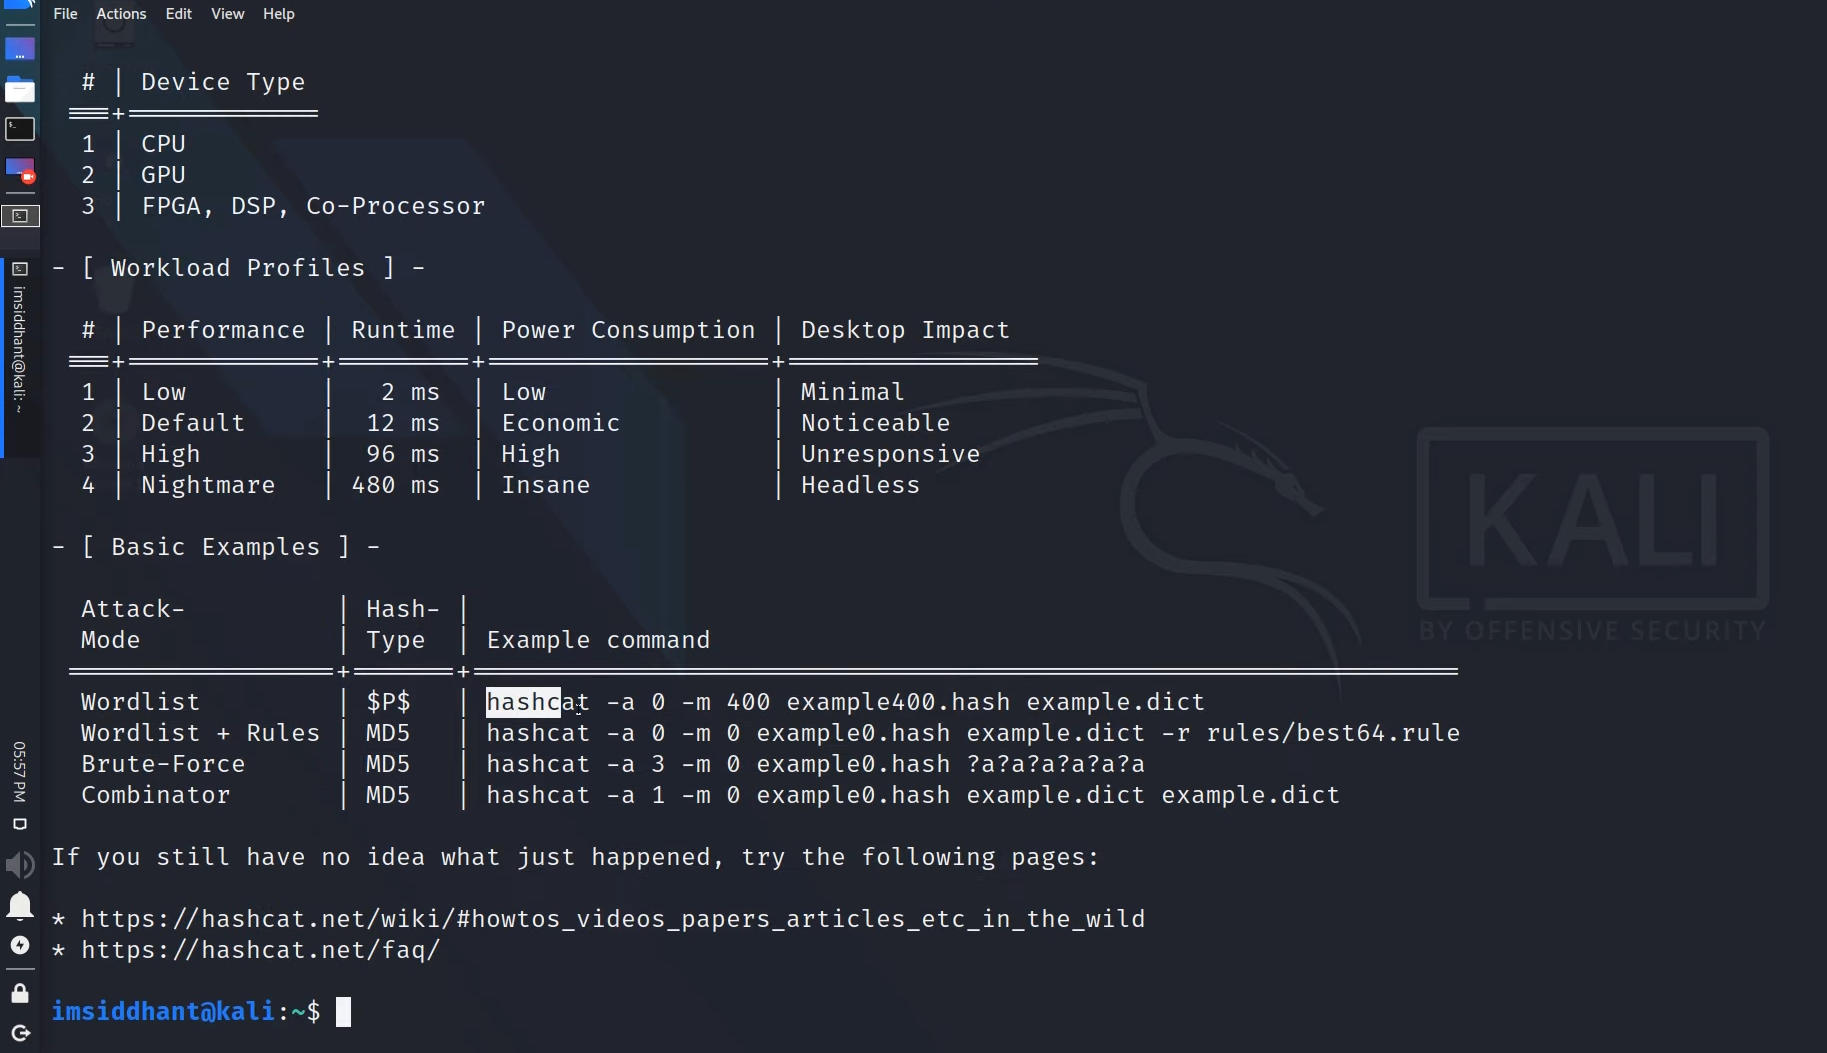 File Actions Edit View Help
# | Device Type
===+===============
1 | CPU
2 | GPU
3 | FPGA, DSP, Co-Processor
- [ Workload Profiles ] -
# | Performance | Runtime | Power Consumption | Desktop Impact
===+=============+=========+===================+=================
1 | Low | 2 ms | Low | Minimal
2 | Default | 12 ms | Economic | Noticeable
3 | High | 96 ms | High | Unresponsive
4 | Nightmare | 480 ms | Insane | Headless
- [ Basic Examples ] -
Attack- | Hash- |
Mode | Type | Example command
==================+=======+==================================================================
Wordlist | $P$ | hashcat -a 0 -m 400 example400.hash example.dict
Wordlist + Rules | MD5 | hashcat -a 0 -m 0 example0.hash example.dict -r rules/best64.rule
Brute-Force | MD5 | hashcat -a 3 -m 0 example0.hash ?a?a?a?a?a?a
Combinator | MD5 | hashcat -a 1 -m 0 example0.hash example.dict example.dict
If you still have no idea what just happened, try the following pages:
* https://hashcat.net/wiki/#howtos_videos_papers_articles_etc_in_the_wild
* https://hashcat.net/faq/
imsiddhant@kali:~$
imsiddhant@kali: ~
05:57 PM
KALI
BY OFFENSIVE SECURITY